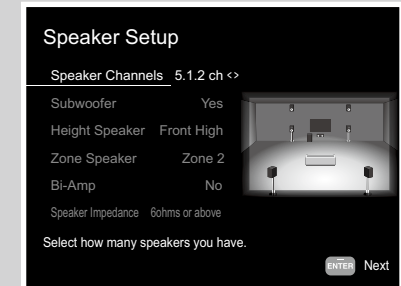 Speaker Setup
Speaker Channels 5.1.2 ch <>
Subwoofer Yes
Height Speaker Front High
Zone Speaker Zone 2
Bi-Amp No
Speaker Impedance 6ohms or above
Select how many speakers you have.
ENTER Next